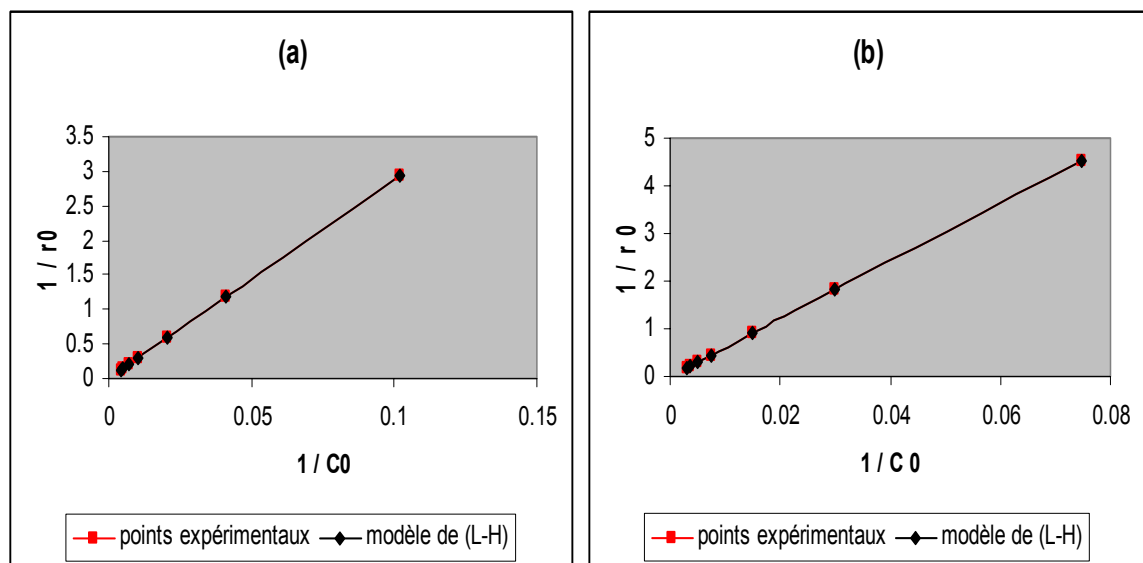 (a)
3.5
3
2.5
2
1.5
1
0.5
0
1 / r0
0 0.05 0.1 0.15
1 / C0
points expérimentaux modèle de (L-H)
(b)
5
4
3
2
1
0
1 / r 0
0 0.02 0.04 0.06 0.08
1 / C 0
points expérimentaux modèle de (L-H)